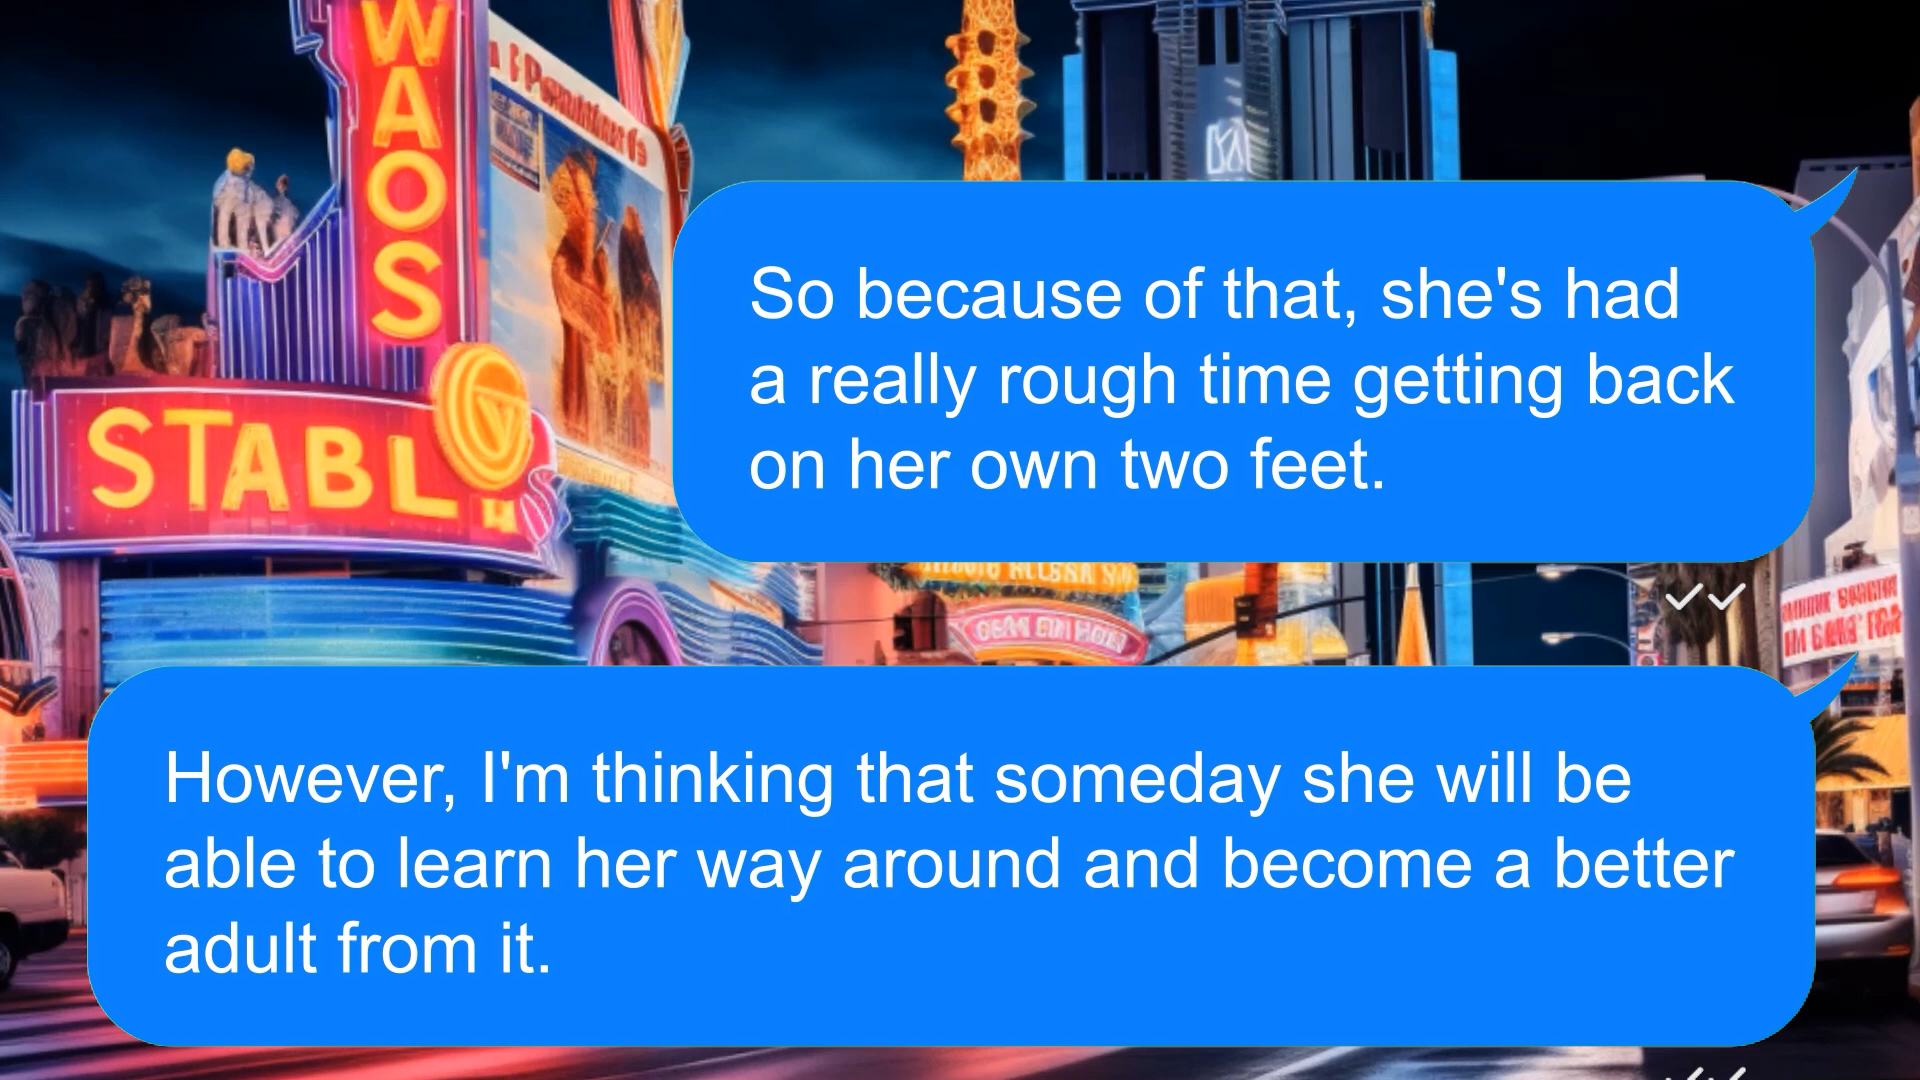 WAOS
STABL
So because of that, she's had
a really rough time getting back
on her own two feet.
However, I'm thinking that someday she will be
able to learn her way around and become a better
adult from it.